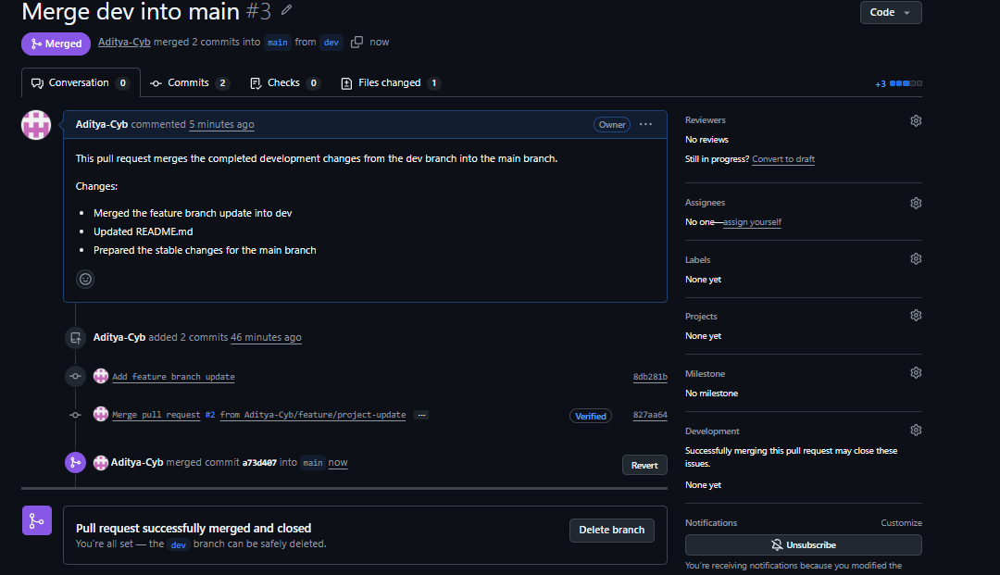 Merge dev into main #3
Code
Merged
Aditya-Cyb merged 2 commits into main from dev now
Conversation 0
Commits 2
Checks 0
Files changed 1
+3
Aditya-Cyb commented 5 minutes ago
Owner
This pull request merges the completed development changes from the dev branch into the main branch.
Changes:
Merged the feature branch update into dev
Updated README.md
Prepared the stable changes for the main branch
Aditya-Cyb added 2 commits 46 minutes ago
Add feature branch update
8db281b
Merge pull request #2 from Aditya-Cyb/feature/project-update
Verified
827aa64
Aditya-Cyb merged commit a73d407 into main now
Revert
Pull request successfully merged and closed
You're all set — the dev branch can be safely deleted.
Delete branch
Reviewers
No reviews
Still in progress? Convert to draft
Assignees
No one—assign yourself
Labels
None yet
Projects
None yet
Milestone
No milestone
Development
Successfully merging this pull request may close these
issues.
None yet
Notifications
Customize
Unsubscribe
You're receiving notifications because you modified the